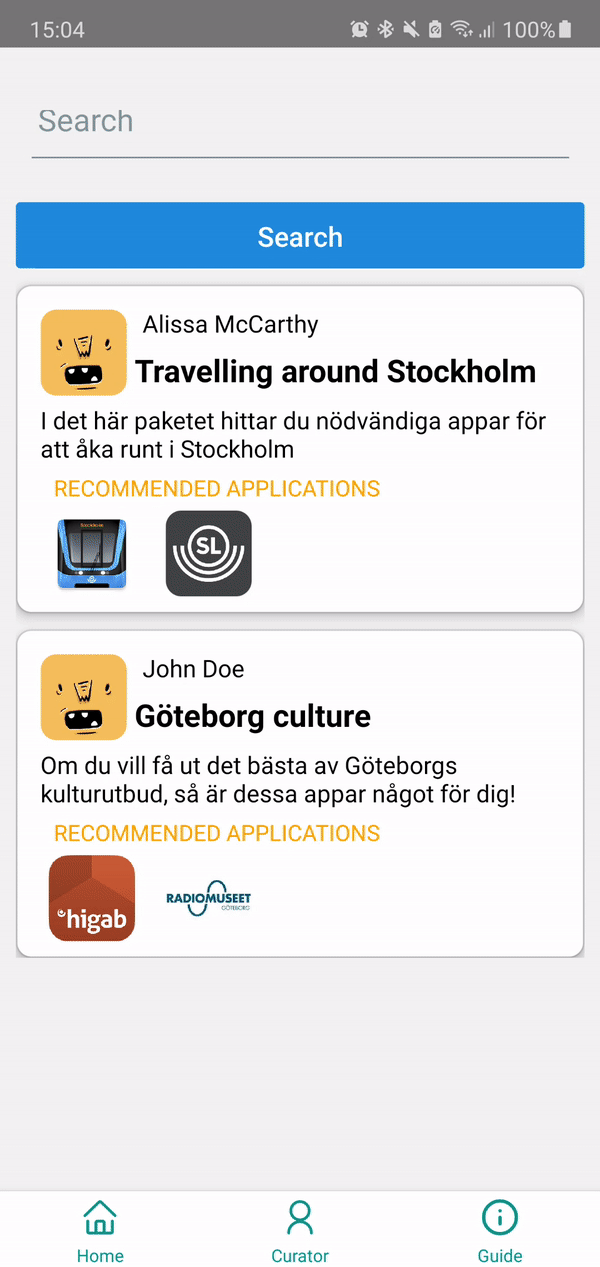 15:04
100%
Search
Search
Alissa McCarthy
Travelling around Stockholm
I det här paketet hittar du nödvändiga appar för
att åka runt i Stockholm
RECOMMENDED APPLICATIONS
SL
John Doe
Göteborg culture
Om du vill få ut det bästa av Göteborgs
kulturutbud, så är dessa appar något för dig!
RECOMMENDED APPLICATIONS
higab
RADIOMUSEET
GÖTEBORG
Home
Curator
Guide